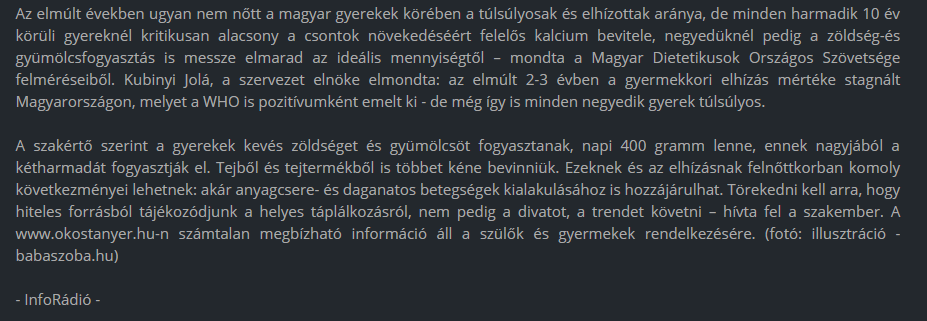 Az elmúlt években ugyan nem nőtt a magyar gyerekek körében a túlsúlyosak és elhízottak aránya, de minden harmadik 10 év
körüli gyereknél kritikusan alacsony a csontok növekedéséért felelős kalcium bevitele, negyedüknél pedig a zöldség-és
gyümölcsfogyasztás is messze elmarad az ideális mennyiségtől – mondta a Magyar Dietetikusok Országos Szövetsége
felméréseiből. Kubinyi Jolá, a szervezet elnöke elmondta: az elmúlt 2-3 évben a gyermekkori elhízás mértéke stagnált
Magyarországon, melyet a WHO is pozitívumként emelt ki - de még így is minden negyedik gyerek túlsúlyos.

A szakértő szerint a gyerekek kevés zöldséget és gyümölcsöt fogyasztanak, napi 400 gramm lenne, ennek nagyjából a
kétharmadát fogyasztják el. Tejből és tejtermékből is többet kéne bevinniük. Ezeknek és az elhízásnak felnőttkorban komoly
következményei lehetnek: akár anyagcsere- és daganatos betegségek kialakulásához is hozzájárulhat. Törekedni kell arra, hogy
hiteles forrásból tájékozódjunk a helyes táplálkozásról, nem pedig a divatot, a trendet követni – hívta fel a szakember. A
www.okostanyer.hu-n számtalan megbízható információ áll a szülők és gyermekek rendelkezésére. (fotó: illusztráció -
babaszoba.hu)

- InfoRádió -